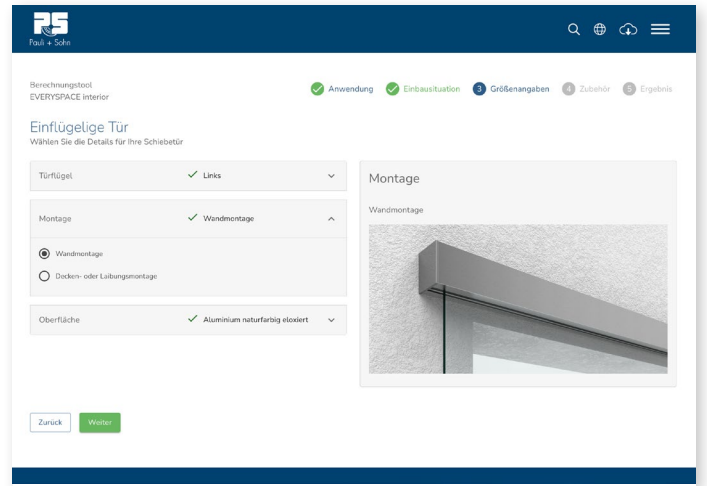 PS
Pauli + Sohn
Berechnungstool
EVERYSPACE interior
Anwendung
Einbausituation
3 Größenangaben
4 Zubehör
5 Ergebnis
Einflügelige Tür
Wählen Sie die Details für Ihre Schiebetür
Türflügel Links
Montage Wandmontage
Wandmontage
Decken- oder Laibungsmontage
Oberfläche Aluminium naturfarbig eloxiert
Montage
Wandmontage
Zurück
Weiter